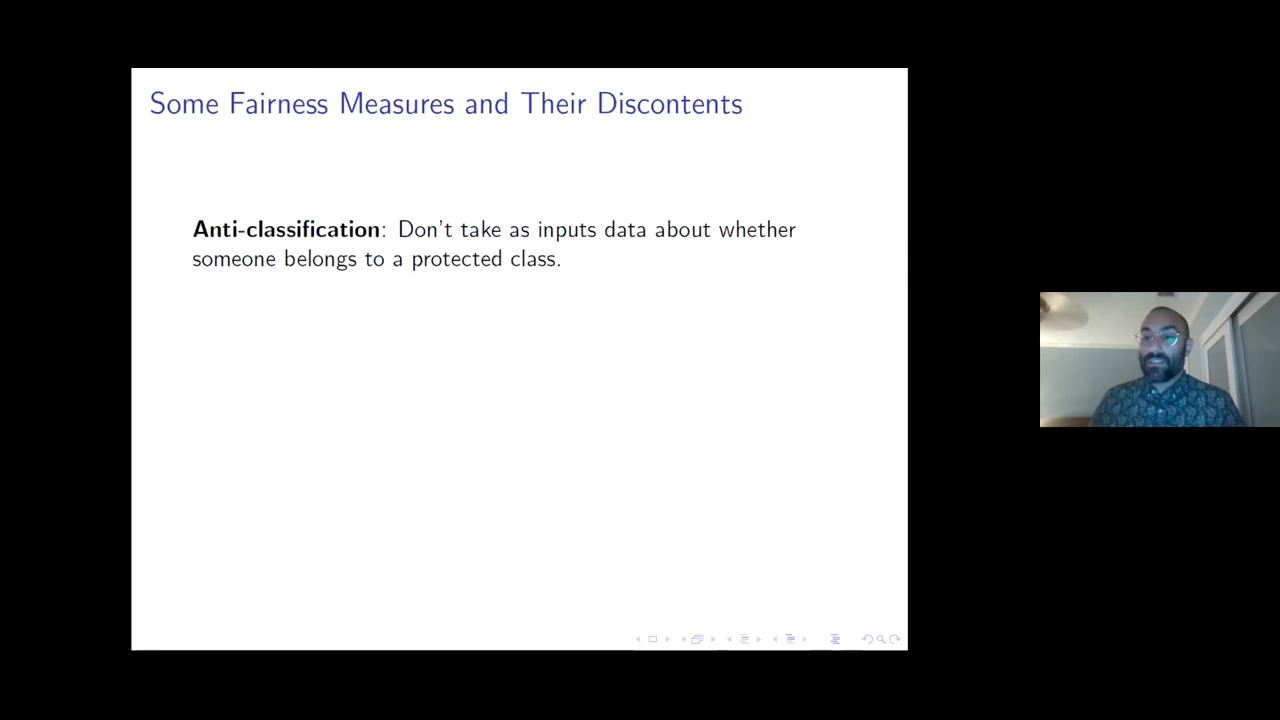 Some Fairness Measures and Their Discontents
Anti-classification: Don't take as inputs data about whether
someone belongs to a protected class.